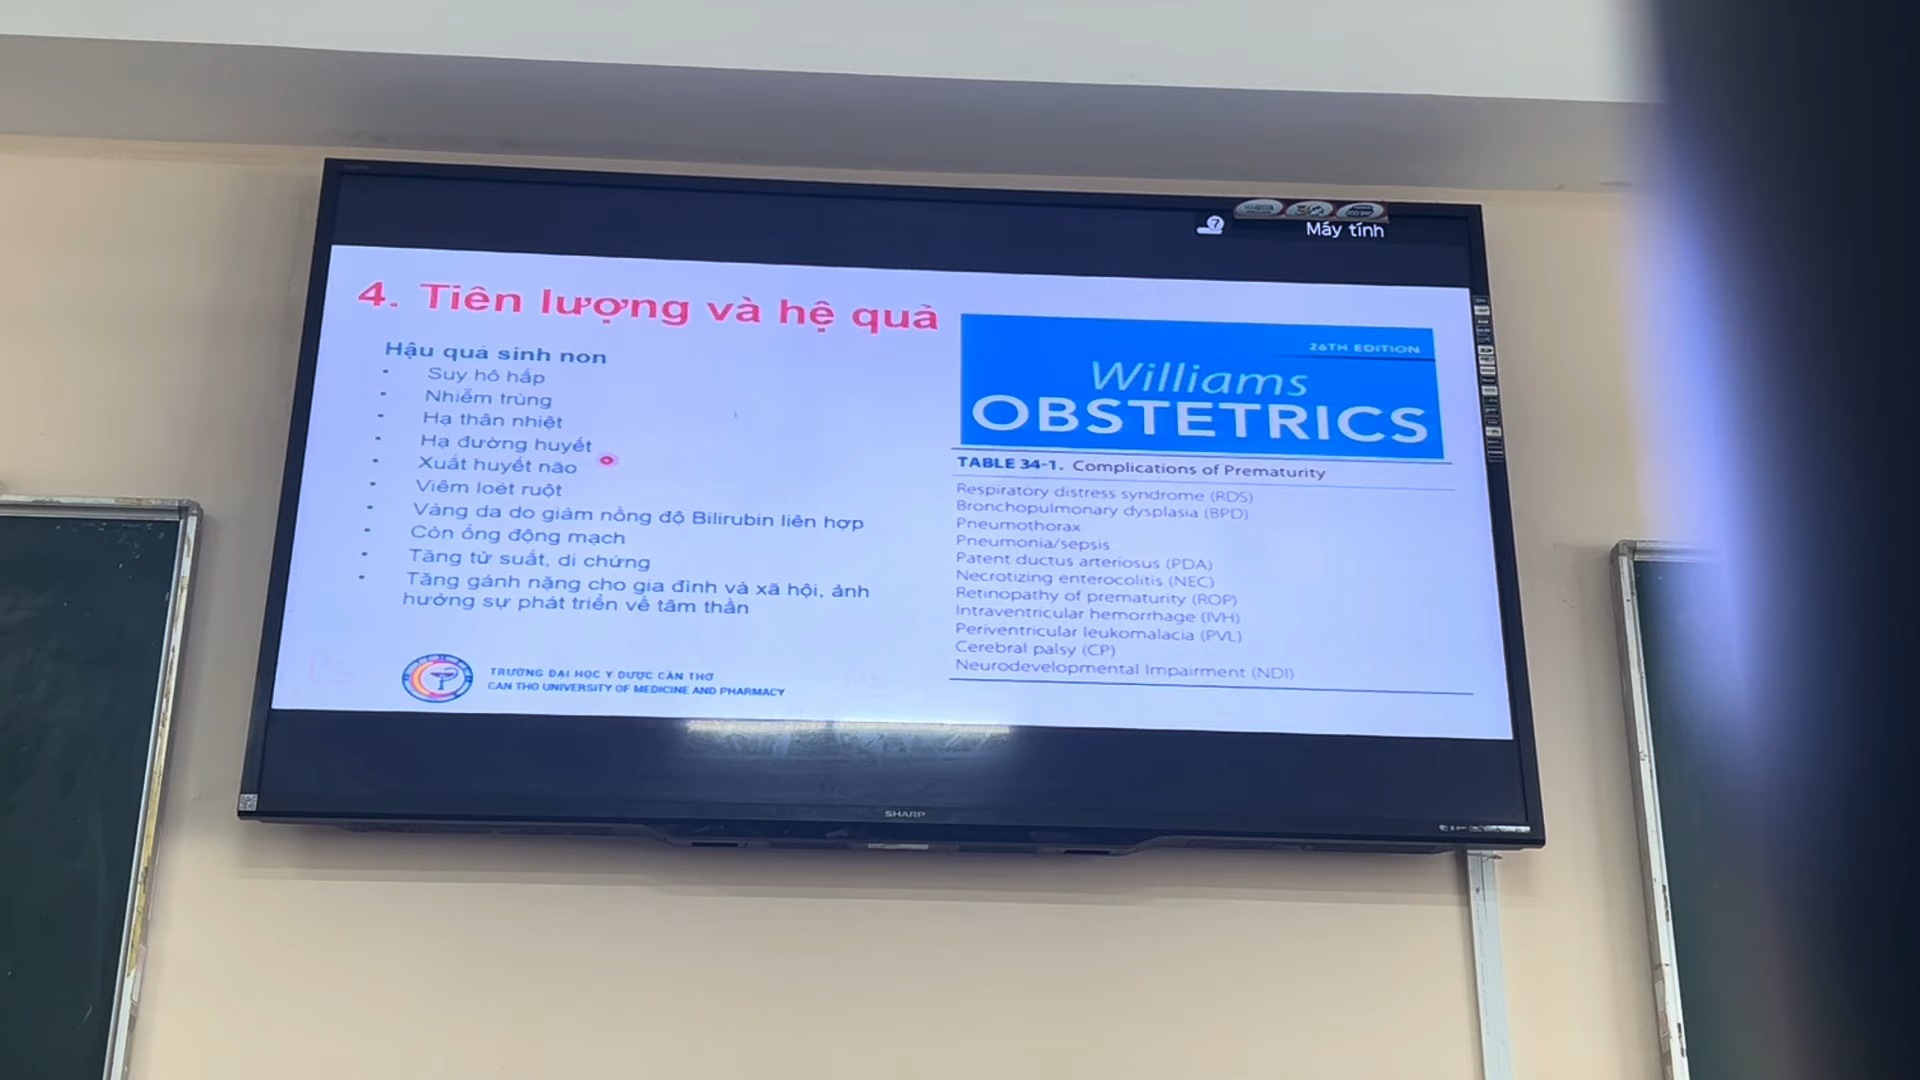 Máy tính
4. Tiên lượng và hệ quả
Hậu quả sinh non
• Suy hô hấp
• Nhiễm trùng
• Hạ thân nhiệt
• Hạ đường huyết
• Xuất huyết não
• Viêm loét ruột
• Vàng da do giảm nồng độ Bilirubin liên hợp
• Còn ống động mạch
• Tăng tử suất, di chứng
• Tăng gánh nặng cho gia đình và xã hội, ảnh
hưởng sự phát triển về tâm thần
TRƯỜNG ĐẠI HỌC Y DƯỢC CẦN THƠ
CAN THO UNIVERSITY OF MEDICINE AND PHARMACY
26TH EDITION
Williams
OBSTETRICS
TABLE 34-1. Complications of Prematurity
Respiratory distress syndrome (RDS)
Bronchopulmonary dysplasia (BPD)
Pneumothorax
Pneumonia/sepsis
Patent ductus arteriosus (PDA)
Necrotizing enterocolitis (NEC)
Retinopathy of prematurity (ROP)
Intraventricular hemorrhage (IVH)
Periventricular leukomalacia (PVL)
Cerebral palsy (CP)
Neurodevelopmental Impairment (NDI)
SHARP